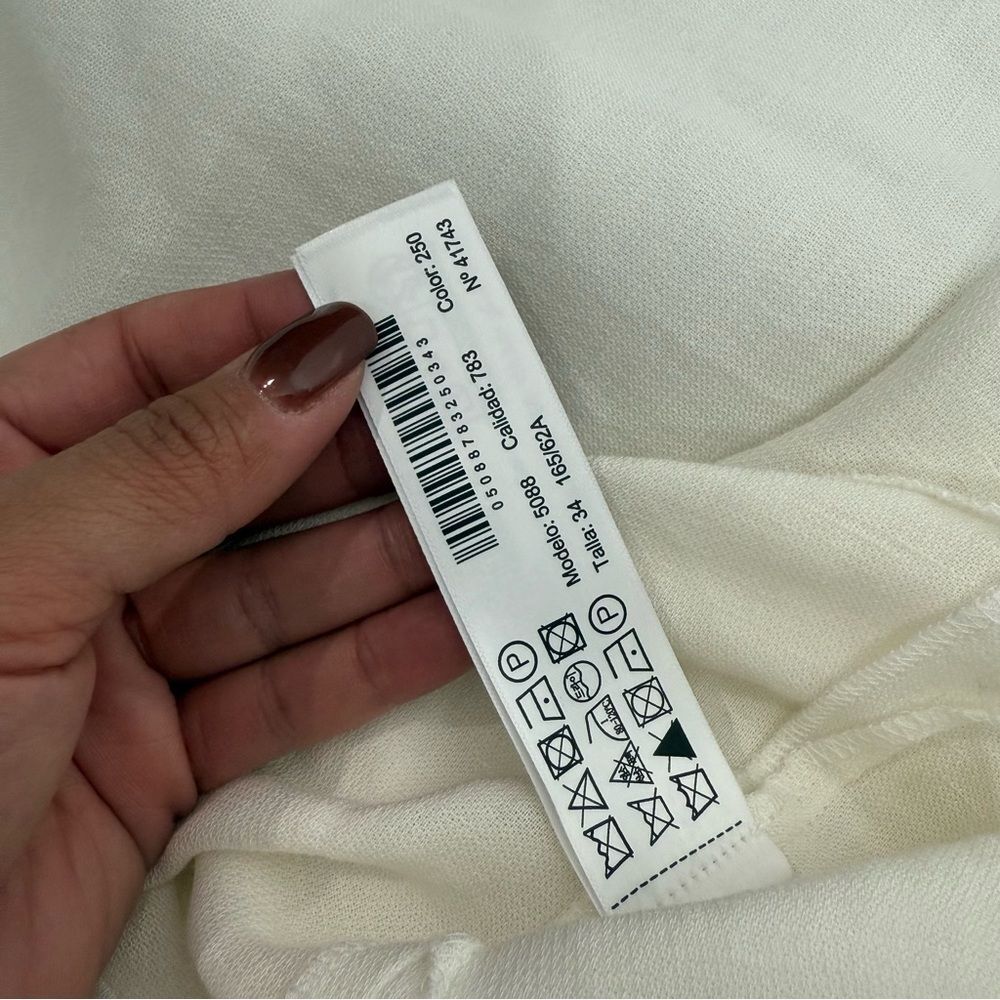 Color: 250
Nº 41743
05088783250343
Modelo: 5088 Calidad: 783
Talla: 34 165/62A
P
P